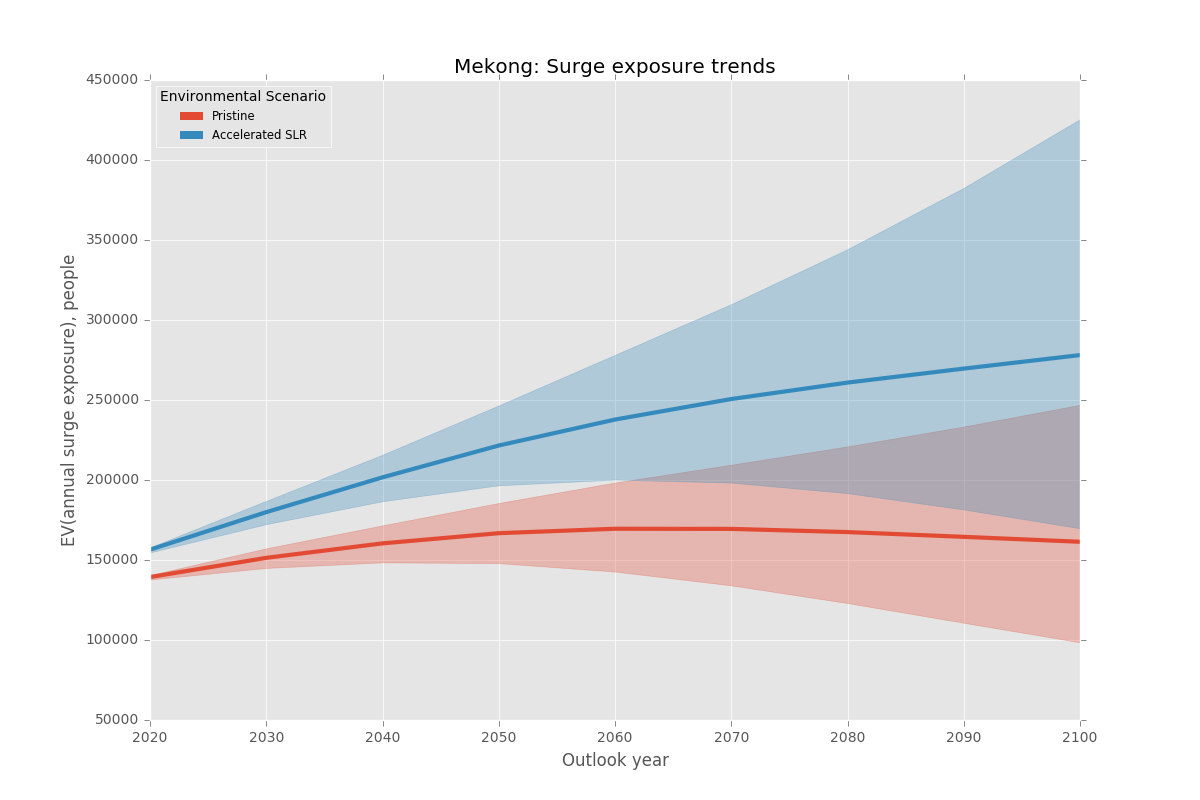 Mekong: Surge exposure trends
Environmental Scenario
Pristine
Accelerated SLR
EV(annual surge exposure), people
450000
400000
350000
300000
250000
200000
150000
100000
50000
2020 2030 2040 2050 2060 2070 2080 2090 2100
Outlook year